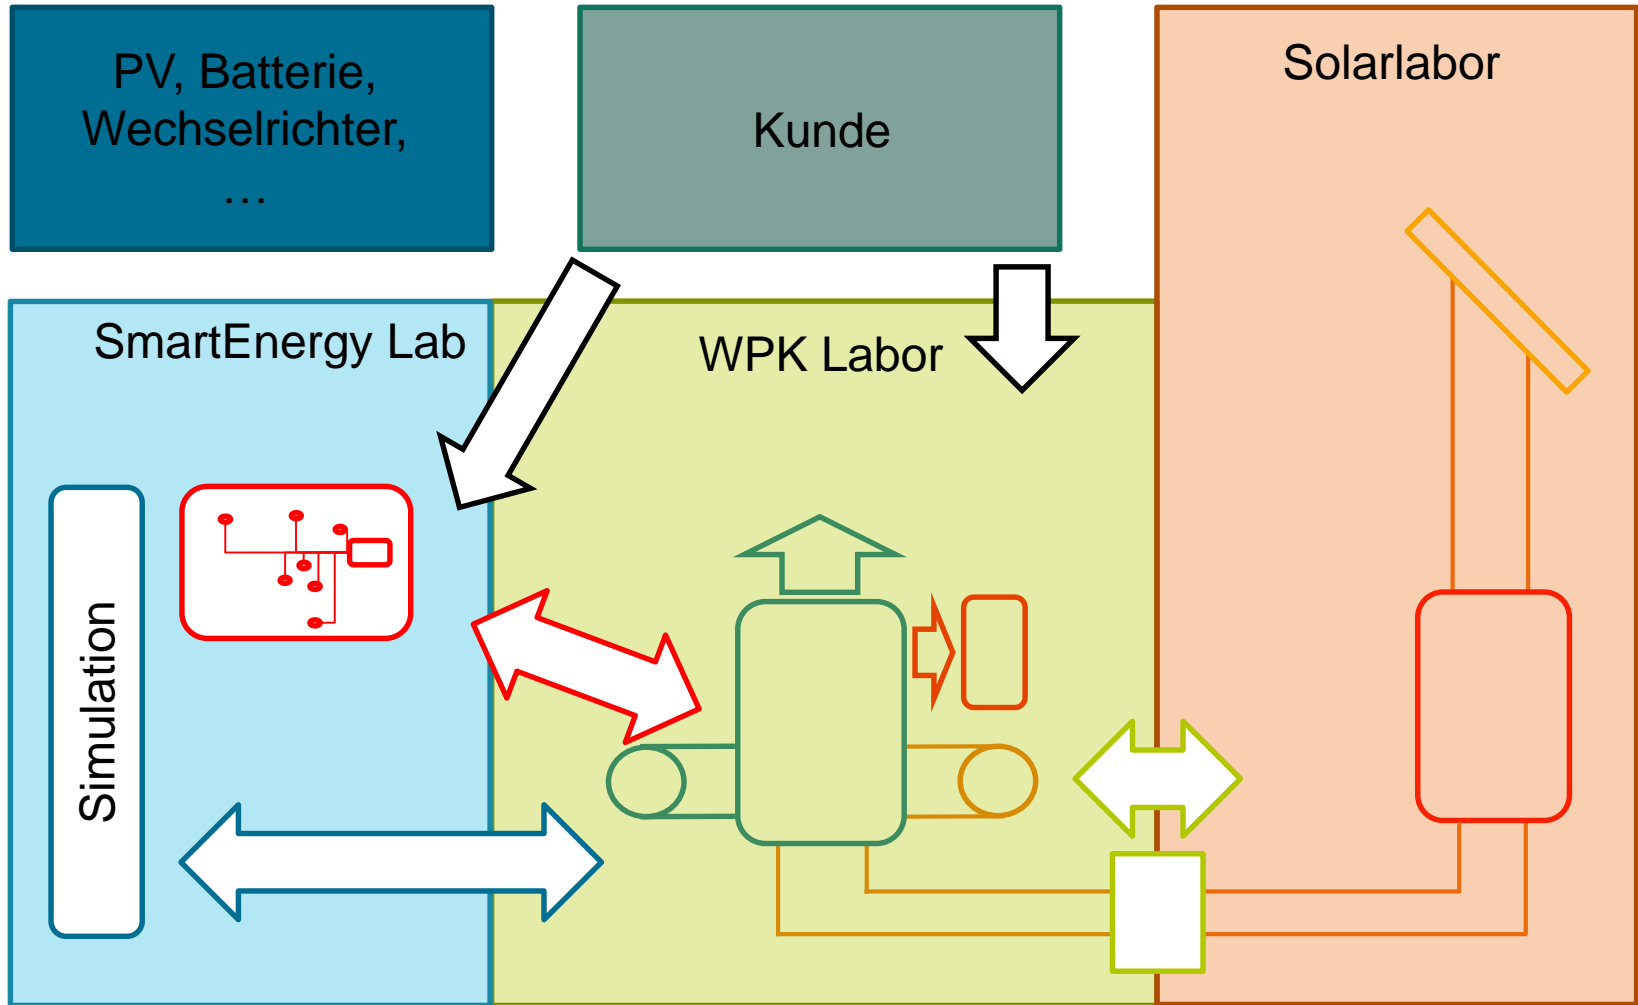 PV, Batterie,
Wechselrichter,
…
Kunde
Solarlabor
SmartEnergy Lab
WPK Labor
Simulation